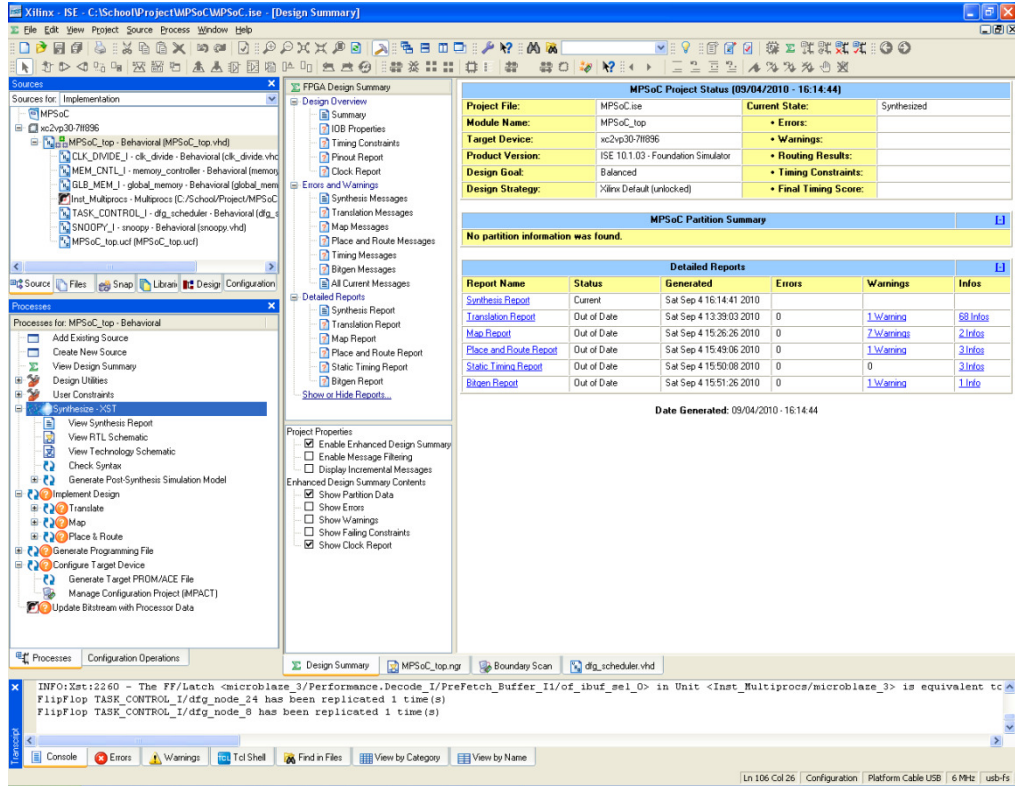 Xilinx - ISE - C:\School\Project\MPSoC\MPSoC.ise - [Design Summary]
File Edit View Project Source Process Window Help
Sources
Sources for: Implementation
MPSoC
xc2vp30-7ff896
MPSoC_top - Behavioral (MPSoC_top.vhd)
CLK_DIVIDE_I - clk_divide - Behavioral (clk_divide.vhd
MEM_CNTL_I - memory_controller - Behavioral (memory
GLB_MEM_I - global_memory - Behavioral (global_mem
Inst_Multiprocs - Multiprocs (C:/School/Project/MPSoC
TASK_CONTROL_I - dfg_scheduler - Behavioral (dfg_s
SNOOPY_I - snoopy - Behavioral (snoopy.vhd)
MPSoC_top.ucf (MPSoC_top.ucf)
Source Files Snap Librari Desigr Configuration
Processes
Processes for: MPSoC_top - Behavioral
Add Existing Source
Create New Source
View Design Summary
Design Utilities
User Constraints
Synthesize - XST
View Synthesis Report
View RTL Schematic
View Technology Schematic
Check Syntax
Generate Post-Synthesis Simulation Model
Implement Design
Translate
Map
Place & Route
Generate Programming File
Configure Target Device
Generate Target PROM/ACE File
Manage Configuration Project (iMPACT)
Update Bitstream with Processor Data
Processes Configuration Operations
FPGA Design Summary
Design Overview
Summary
IOB Properties
Timing Constraints
Pinout Report
Clock Report
Errors and Warnings
Synthesis Messages
Translation Messages
Map Messages
Place and Route Messages
Timing Messages
Bitgen Messages
All Current Messages
Detailed Reports
Synthesis Report
Translation Report
Map Report
Place and Route Report
Static Timing Report
Bitgen Report
Show or Hide Reports...
Project Properties
Enable Enhanced Design Summary
Enable Message Filtering
Display Incremental Messages
Enhanced Design Summary Contents
Show Partition Data
Show Errors
Show Warnings
Show Failing Constraints
Show Clock Report
MPSoC Project Status (09/04/2010 - 16:14:44)
Project File: MPSoC.ise Current State: Synthesized
Module Name: MPSoC_top • Errors:
Target Device: xc2vp30-7ff896 • Warnings:
Product Version: ISE 10.1.03 - Foundation Simulator • Routing Results:
Design Goal: Balanced • Timing Constraints:
Design Strategy: Xilinx Default (unlocked) • Final Timing Score:
MPSoC Partition Summary [-]
No partition information was found.
Detailed Reports [-]
Report Name Status Generated Errors Warnings Infos
Synthesis Report Current Sat Sep 4 16:14:41 2010
Translation Report Out of Date Sat Sep 4 13:39:03 2010 0 1 Warning 68 Infos
Map Report Out of Date Sat Sep 4 15:26:26 2010 0 7 Warnings 2 Infos
Place and Route Report Out of Date Sat Sep 4 15:49:06 2010 0 1 Warning 3 Infos
Static Timing Report Out of Date Sat Sep 4 15:50:08 2010 0 0 3 Infos
Bitgen Report Out of Date Sat Sep 4 15:51:26 2010 0 1 Warning 1 Info
Date Generated: 09/04/2010 - 16:14:44
Design Summary MPSoC_top.ngr Boundary Scan dfg_scheduler.vhd
INFO:Xst:2260 - The FF/Latch <microblaze_3/Performance.Decode_I/PreFetch_Buffer_I1/of_ibuf_sel_0> in Unit <Inst_Multiprocs/microblaze_3> is equivalent to
FlipFlop TASK_CONTROL_I/dfg_node_24 has been replicated 1 time(s)
FlipFlop TASK_CONTROL_I/dfg_node_8 has been replicated 1 time(s)
Transcript
Console Errors Warnings Tcl Shell Find in Files View by Category View by Name
Ln 106 Col 26 Configuration Platform Cable USB 6 MHz usb-fs